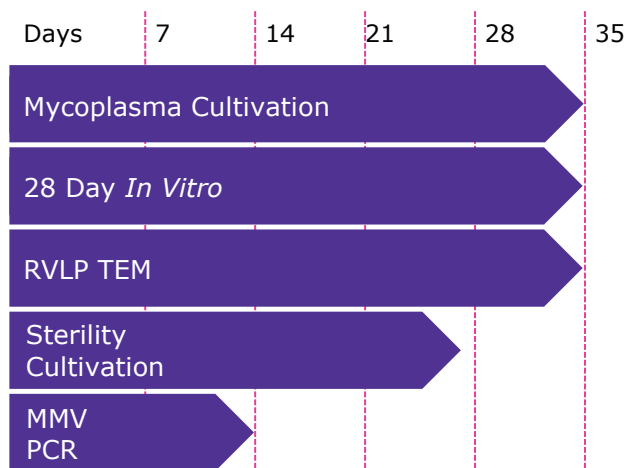 Days 7 14 21 28 35
Mycoplasma Cultivation
28 Day In Vitro
RVLP TEM
Sterility
Cultivation
MMV
PCR